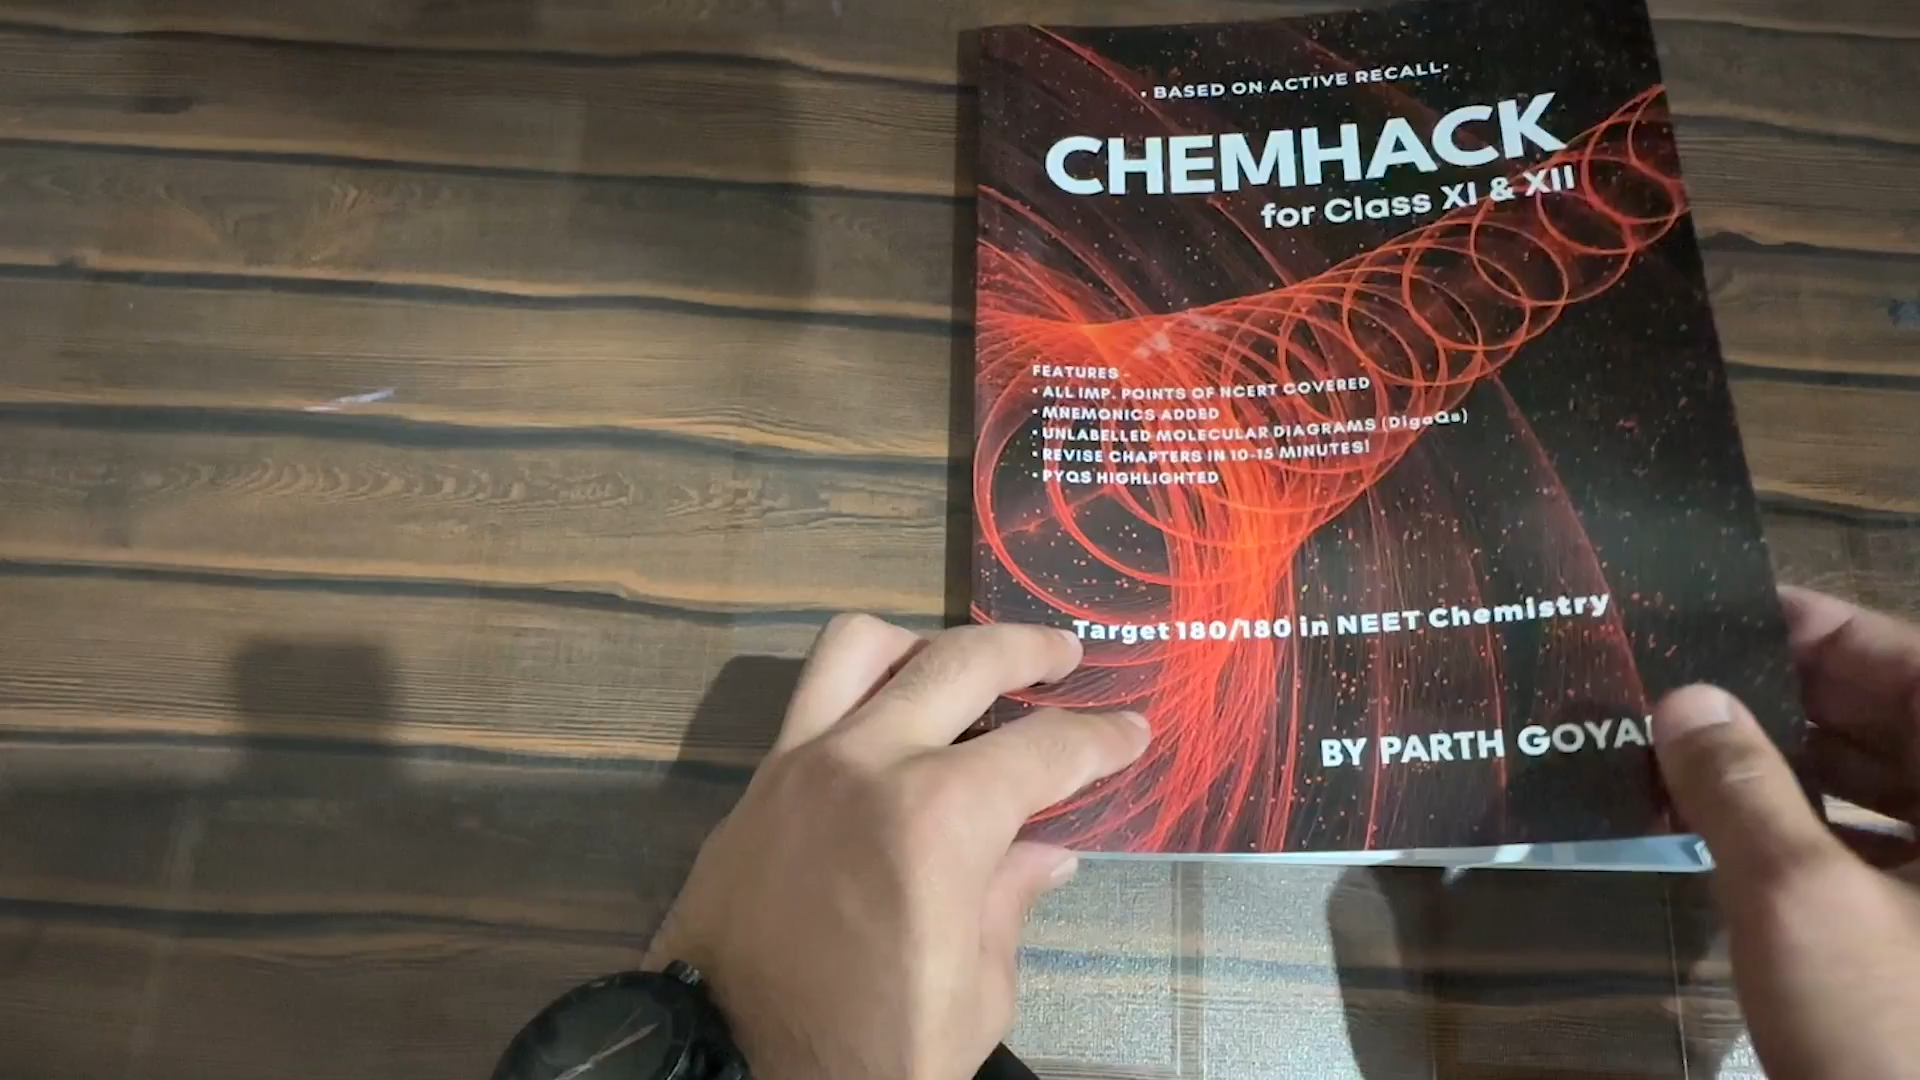 • BASED ON ACTIVE RECALL•
CHEMHACK
for Class XI & XII
FEATURES -
• ALL IMP. POINTS OF NCERT COVERED
• MNEMONICS ADDED
• UNLABELLED MOLECULAR DIAGRAMS (DigaQs)
• REVISE CHAPTERS IN 10-15 MINUTES!
• PYQS HIGHLIGHTED
Target 180/180 in NEET Chemistry
BY PARTH